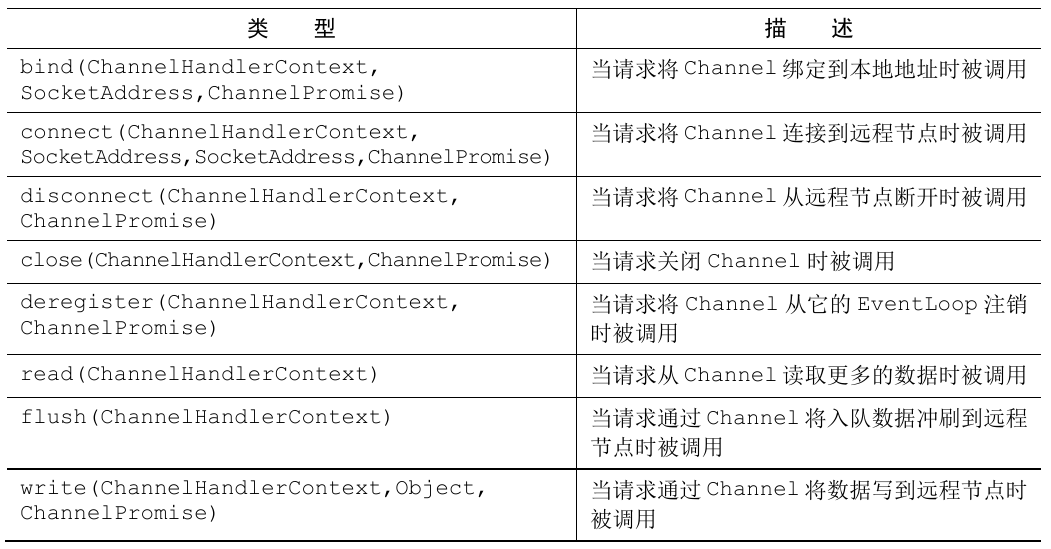 类 型
描 述
bind(ChannelHandlerContext,
SocketAddress,ChannelPromise)
当请求将 Channel 绑定到本地地址时被调用
connect(ChannelHandlerContext,
SocketAddress,SocketAddress,ChannelPromise)
当请求将 Channel 连接到远程节点时被调用
disconnect(ChannelHandlerContext,
ChannelPromise)
当请求将 Channel 从远程节点断开时被调用
close(ChannelHandlerContext,ChannelPromise)
当请求关闭 Channel 时被调用
deregister(ChannelHandlerContext,
ChannelPromise)
当请求将 Channel 从它的 EventLoop 注销
时被调用
read(ChannelHandlerContext)
当请求从 Channel 读取更多的数据时被调用
flush(ChannelHandlerContext)
当请求通过 Channel 将入队数据冲刷到远程
节点时被调用
write(ChannelHandlerContext,Object,
ChannelPromise)
当请求通过 Channel 将数据写到远程节点时
被调用